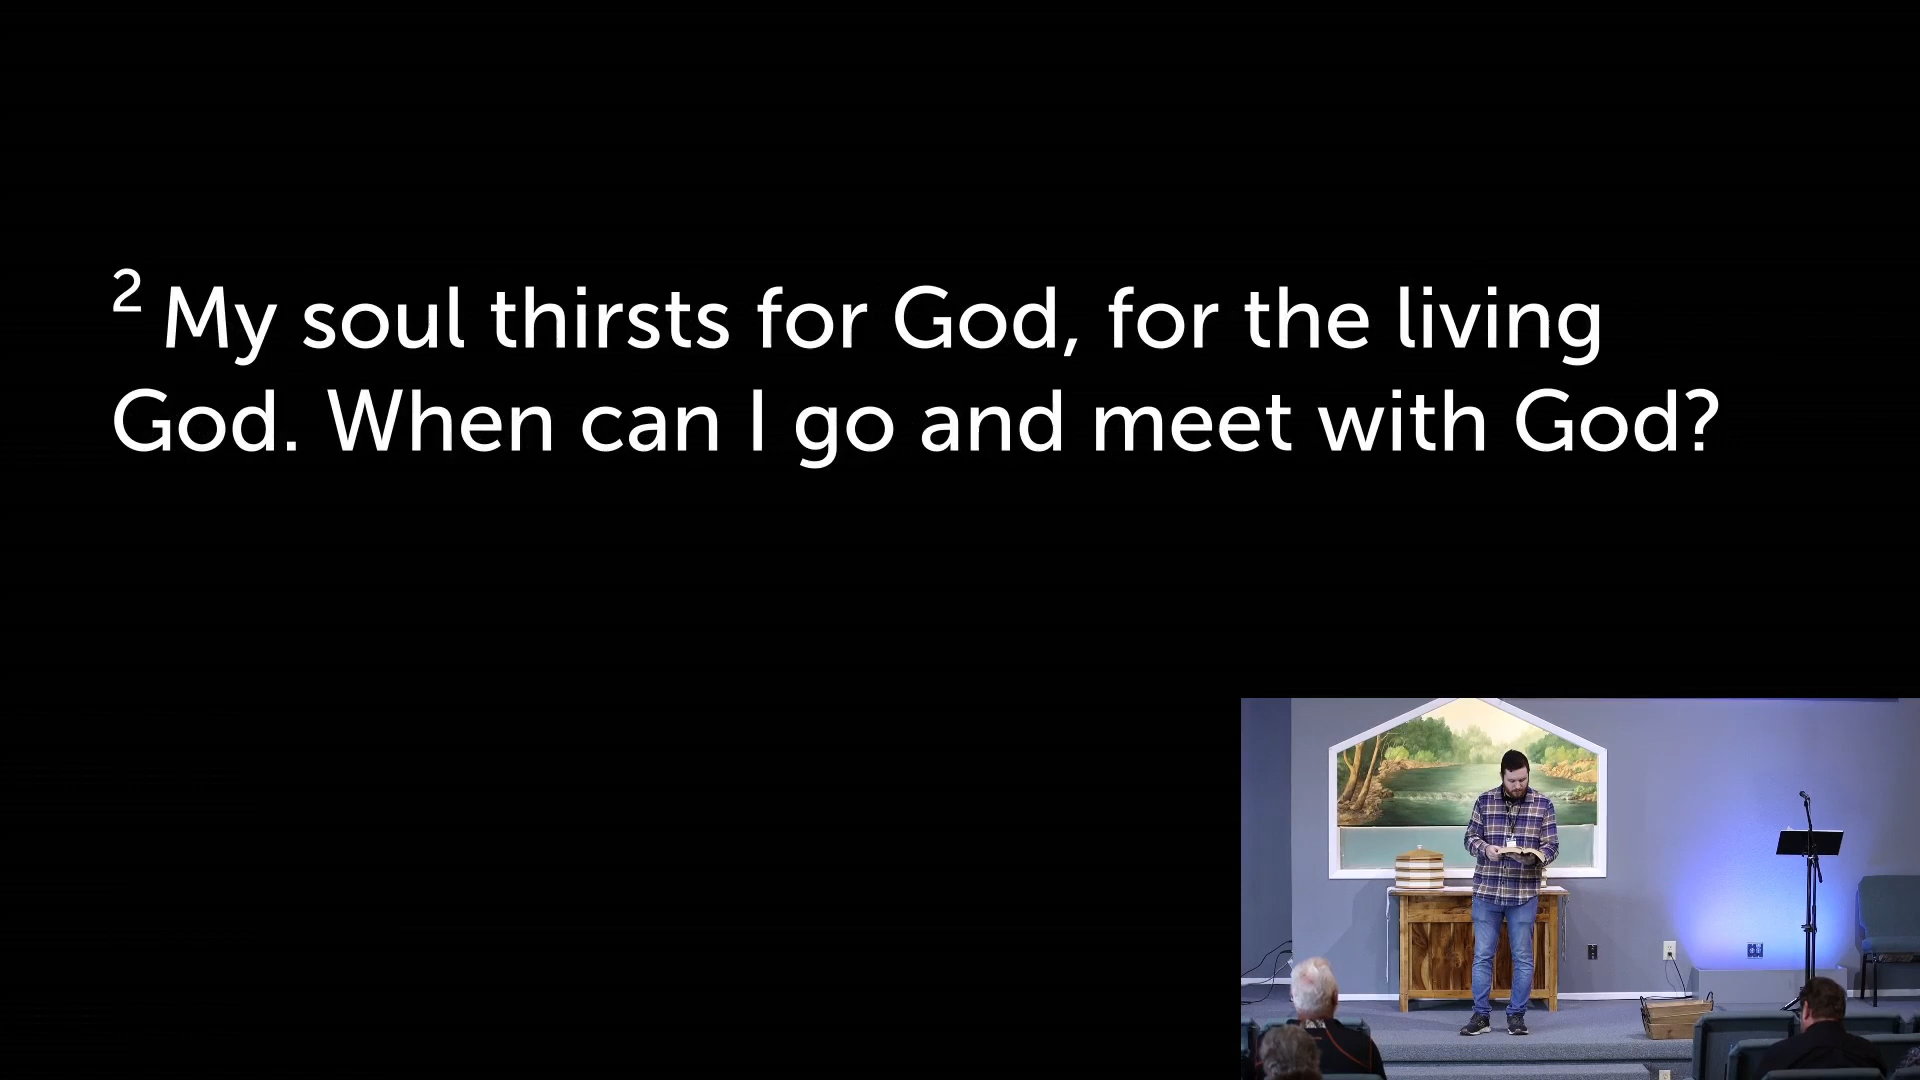 2 My soul thirsts for God, for the living
God. When can I go and meet with God?